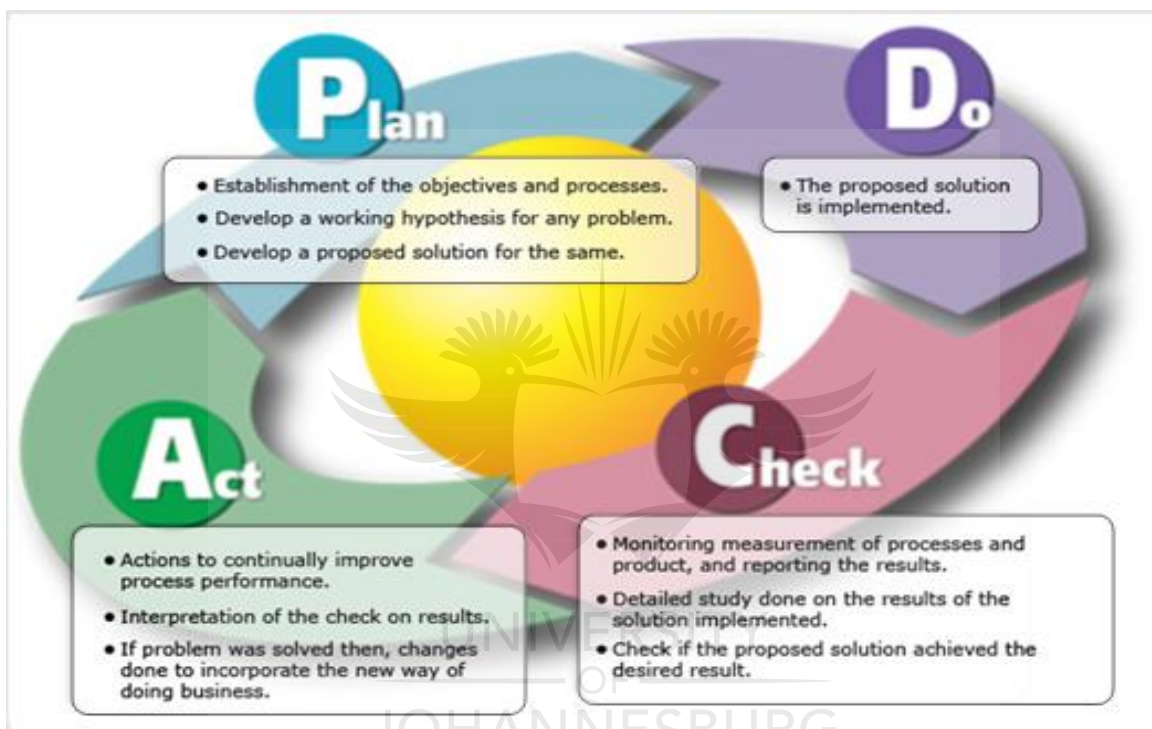 Plan
• Establishment of the objectives and processes.
• Develop a working hypothesis for any problem.
• Develop a proposed solution for the same.
Do
• The proposed solution
is implemented.
Check
• Monitoring measurement of processes and
product, and reporting the results.
• Detailed study done on the results of the
solution implemented.
• Check if the proposed solution achieved the
desired result.
Act
• Actions to continually improve
process performance.
• Interpretation of the check on results.
• If problem was solved then, changes
done to incorporate the new way of
doing business.
UNIVERSITY
OF
JOHANNESBURG